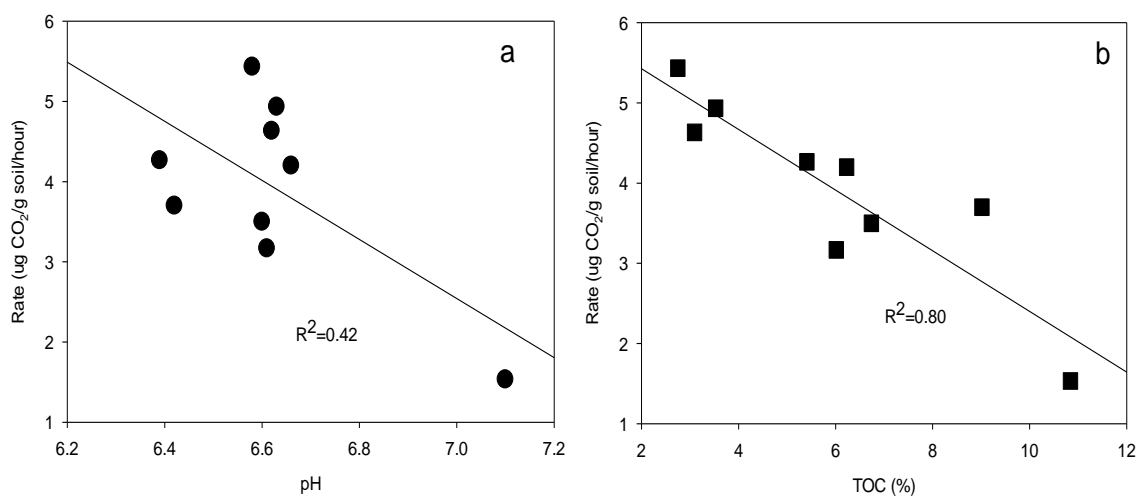 a
6
5
4
3
2
1
Rate (ug CO₂/g soil/hour)
R²=0.42
6.2 6.4 6.6 6.8 7.0 7.2
pH
b
6
5
4
3
2
1
Rate (ug CO₂/g soil/hour)
R²=0.80
2 4 6 8 10 12
TOC (%)